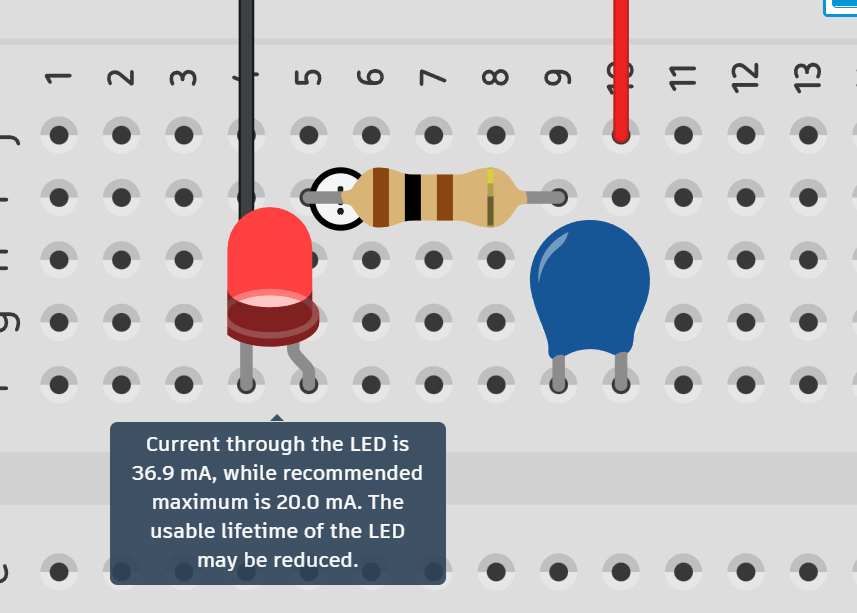 1 2 3 4 5 6 7 8 9 10 11 12 13
g
Current through the LED is
36.9 mA, while recommended
maximum is 20.0 mA. The
usable lifetime of the LED
may be reduced.